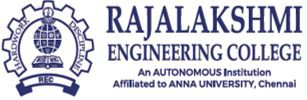 HARDWORK DISCIPLINE
REC
RAJALAKSHMI
ENGINEERING COLLEGE
An AUTONOMOUS Institution
Affiliated to ANNA UNIVERSITY, Chennai